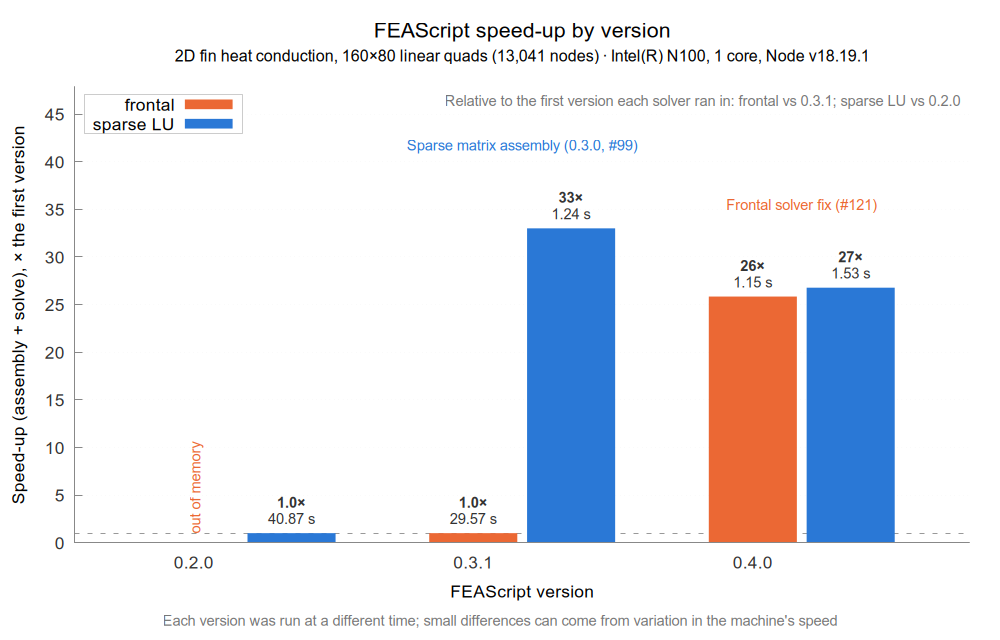 FEAScript speed-up by version
2D fin heat conduction, 160×80 linear quads (13,041 nodes) · Intel(R) N100, 1 core, Node v18.19.1
frontal
sparse LU
Relative to the first version each solver ran in: frontal vs 0.3.1; sparse LU vs 0.2.0
Sparse matrix assembly (0.3.0, #99)
Frontal solver fix (#121)
Speed-up (assembly + solve), × the first version
45
40
35
30
25
20
15
10
5
0
out of memory
1.0×
40.87 s
1.0×
29.57 s
33×
1.24 s
26×
1.15 s
27×
1.53 s
0.2.0
0.3.1
0.4.0
FEAScript version
Each version was run at a different time; small differences can come from variation in the machine's speed